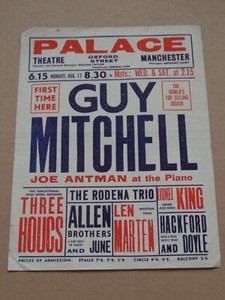 PALACE
THEATRE
OXFORD
STREET
MANCHESTER
6.15 MONDAY, AUG. 17 8.30 Mats.: WED. & SAT. at 2.15
FIRST
TIME
HERE
THE
WORLD'S
TOP SELLING
GUY
MITCHELL
JOE ANTMAN at the Piano
THREE
HOUCS
THE RODENA TRIO
ALLEN
BROTHERS
AND JUNE
LEN
MARTEN
LIONEL KING
HACKFORD
AND DOYLE
PRICES OF ADMISSION: STALLS CIRCLE BALCONY